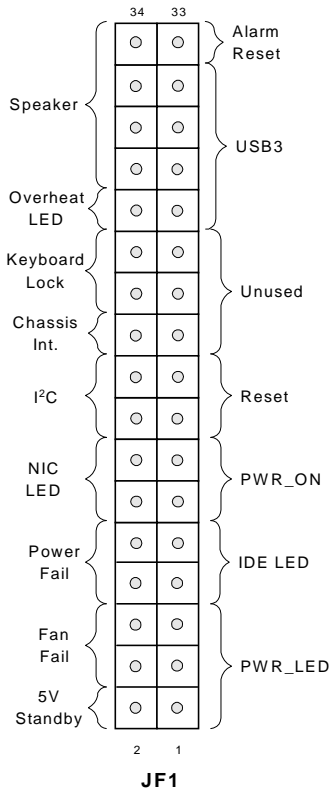 34 33
Alarm
Reset
Speaker
USB3
Overheat
LED
Keyboard
Lock
Unused
Chassis
Int.
I²C
Reset
NIC
LED
PWR_ON
Power
Fail
IDE LED
Fan
Fail
PWR_LED
5V
Standby
2 1
JF1